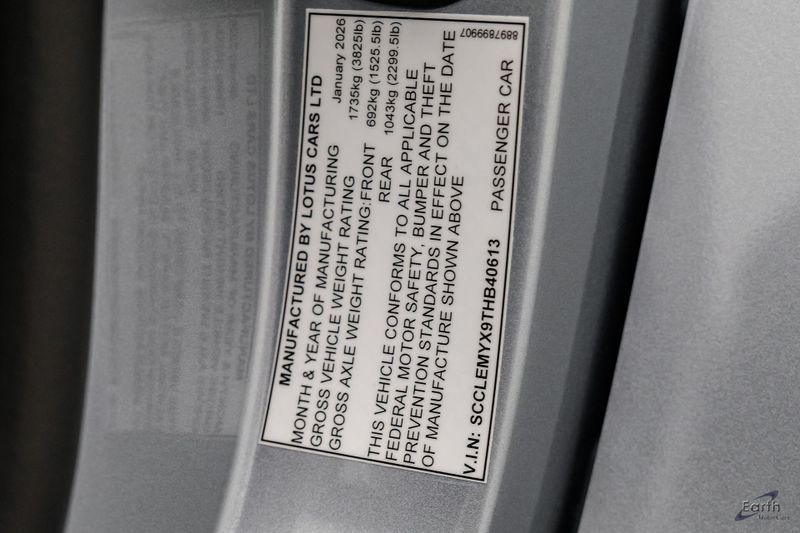 MANUFACTURED BY LOTUS CARS LTD
MONTH & YEAR OF MANUFACTURING January 2026
GROSS VEHICLE WEIGHT RATING 1735kg (3825lb)
GROSS AXLE WEIGHT RATING:FRONT 692kg (1525.5lb)
REAR 1043kg (2299.5lb)
THIS VEHICLE CONFORMS TO ALL APPLICABLE
FEDERAL MOTOR SAFETY, BUMPER AND THEFT
PREVENTION STANDARDS IN EFFECT ON THE DATE
OF MANUFACTURE SHOWN ABOVE
V.I.N: SCCLEMYX9THB40613 PASSENGER CAR
8897899907
Earth
MotorCars